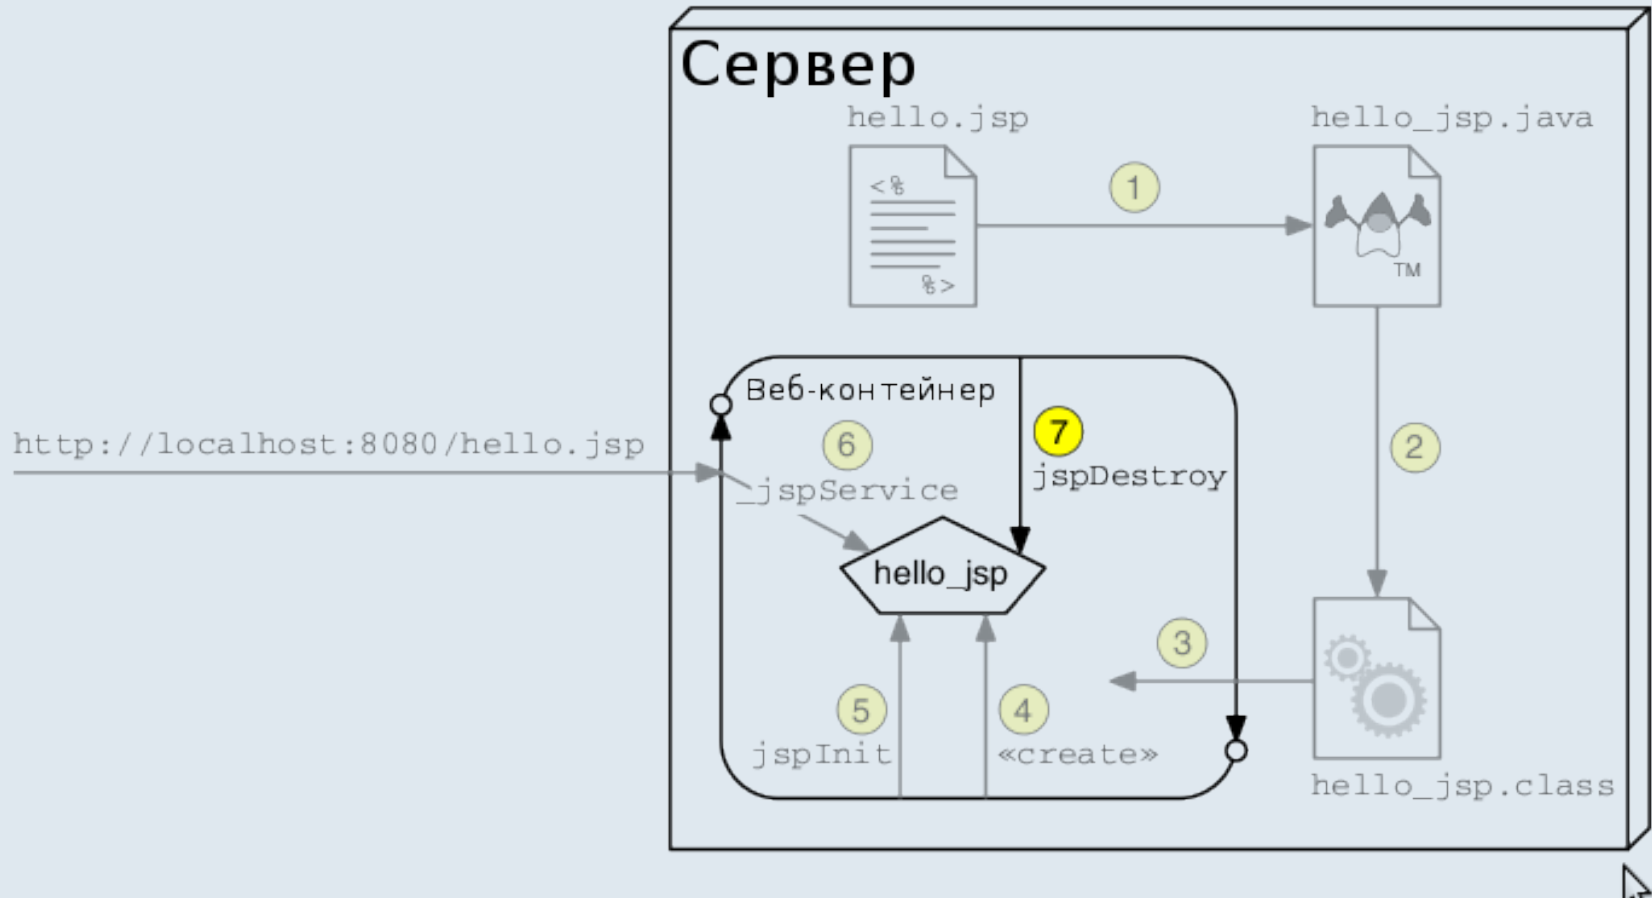 Сервер
hello.jsp
hello_jsp.java
<%
1
%>
TM
Веб-контейнер
http://localhost:8080/hello.jsp
6
7
2
_jspService
jspDestroy
hello_jsp
3
5
4
jspInit
«create»
hello_jsp.class